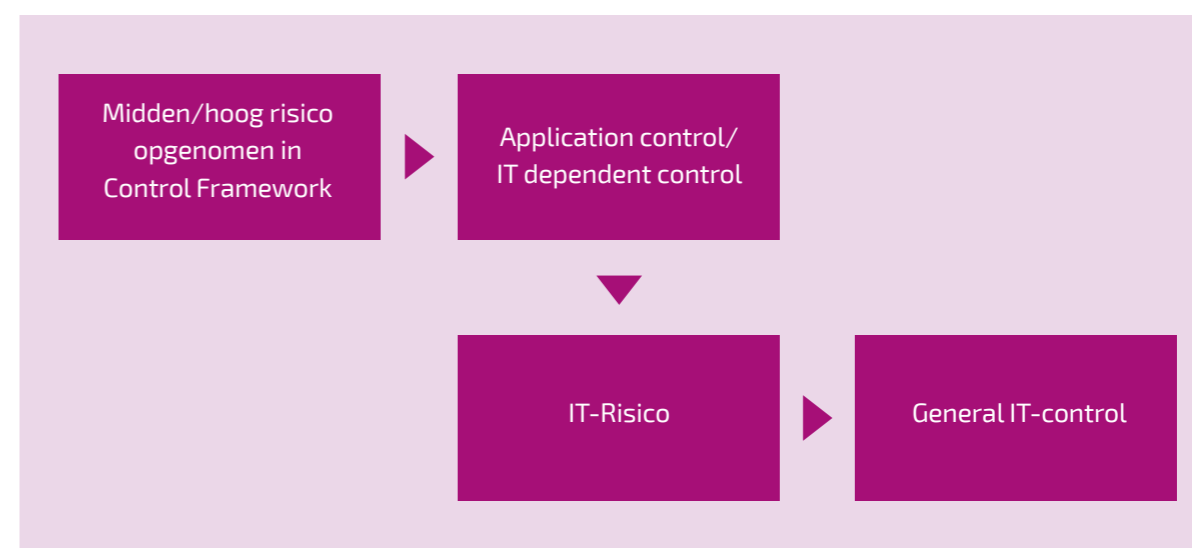 Midden/hoog risico
opgenomen in
Control Framework
Application control/
IT dependent control
IT-Risico
General IT-control